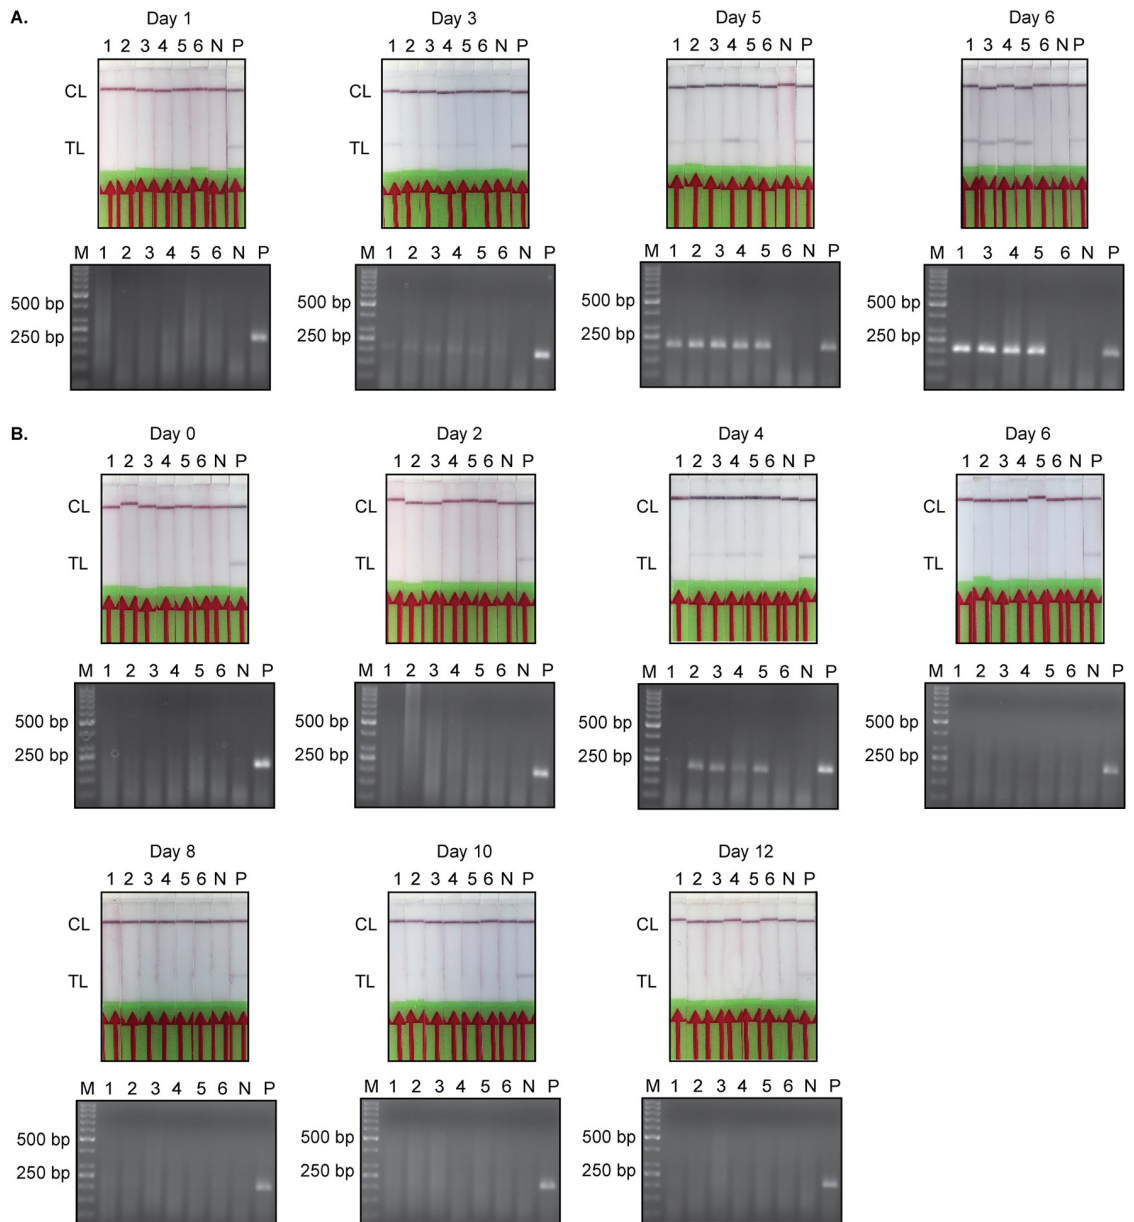 A.
Day 1 Day 3 Day 5 Day 6
1 2 3 4 5 6 N P 1 2 3 4 5 6 N P 1 2 3 4 5 6 N P 1 3 4 5 6 N P
CL CL CL CL
TL TL TL TL
M 1 2 3 4 5 6 N P M 1 2 3 4 5 6 N P M 1 2 3 4 5 6 N P M 1 3 4 5 6 N P
500 bp 500 bp 500 bp 500 bp
250 bp 250 bp 250 bp 250 bp
B.
Day 0 Day 2 Day 4 Day 6
1 2 3 4 5 6 N P 1 2 3 4 5 6 N P 1 2 3 4 5 6 N P 1 2 3 4 5 6 N P
CL CL CL CL
TL TL TL TL
M 1 2 3 4 5 6 N P M 1 2 3 4 5 6 N P M 1 2 3 4 5 6 N P M 1 2 3 4 5 6 N P
500 bp 500 bp 500 bp 500 bp
250 bp 250 bp 250 bp 250 bp
Day 8 Day 10 Day 12
1 2 3 4 5 6 N P 1 2 3 4 5 6 N P 1 2 3 4 5 6 N P
CL CL CL
TL TL TL
M 1 2 3 4 5 6 N P M 1 2 3 4 5 6 N P M 1 2 3 4 5 6 N P
500 bp 500 bp 500 bp
250 bp 250 bp 250 bp